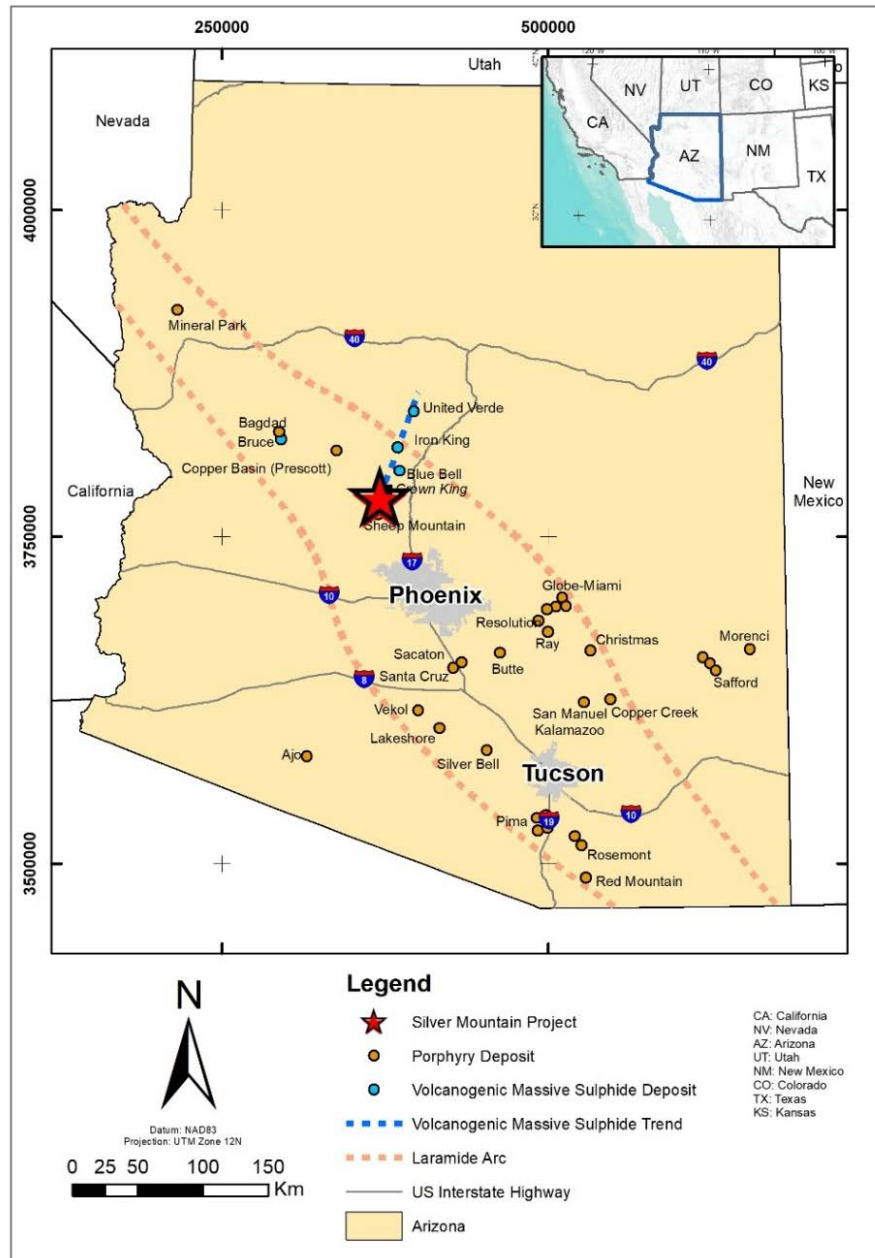 250000
500000
Utah
Nevada
NV
UT
CO
KS
CA
AZ
NM
TX
120°W
110°W
100°W
40°N
30°N
4000000
Mineral Park
40
40
United Verde
Bagdad
Bruce
Iron King
Copper Basin (Prescott)
Blue Bell
Crown King
California
New
Mexico
Sheep Mountain
3750000
17
Phoenix
10
Globe-Miami
Resolution
Ray
Christmas
Morenci
Sacaton
Santa Cruz
Butte
Safford
8
Vekol
San Manuel
Kalamazoo
Copper Creek
Lakeshore
Silver Bell
Ajo
Tucson
Pima
19
10
Rosemont
3500000
Red Mountain
N
Datum: NAD83
Projection: UTM Zone 12N
0 25 50 100 150
Km
Legend
Silver Mountain Project
Porphyry Deposit
Volcanogenic Massive Sulphide Deposit
Volcanogenic Massive Sulphide Trend
Laramide Arc
US Interstate Highway
Arizona
CA: California
NV: Nevada
AZ: Arizona
UT: Utah
NM: New Mexico
CO: Colorado
TX: Texas
KS: Kansas